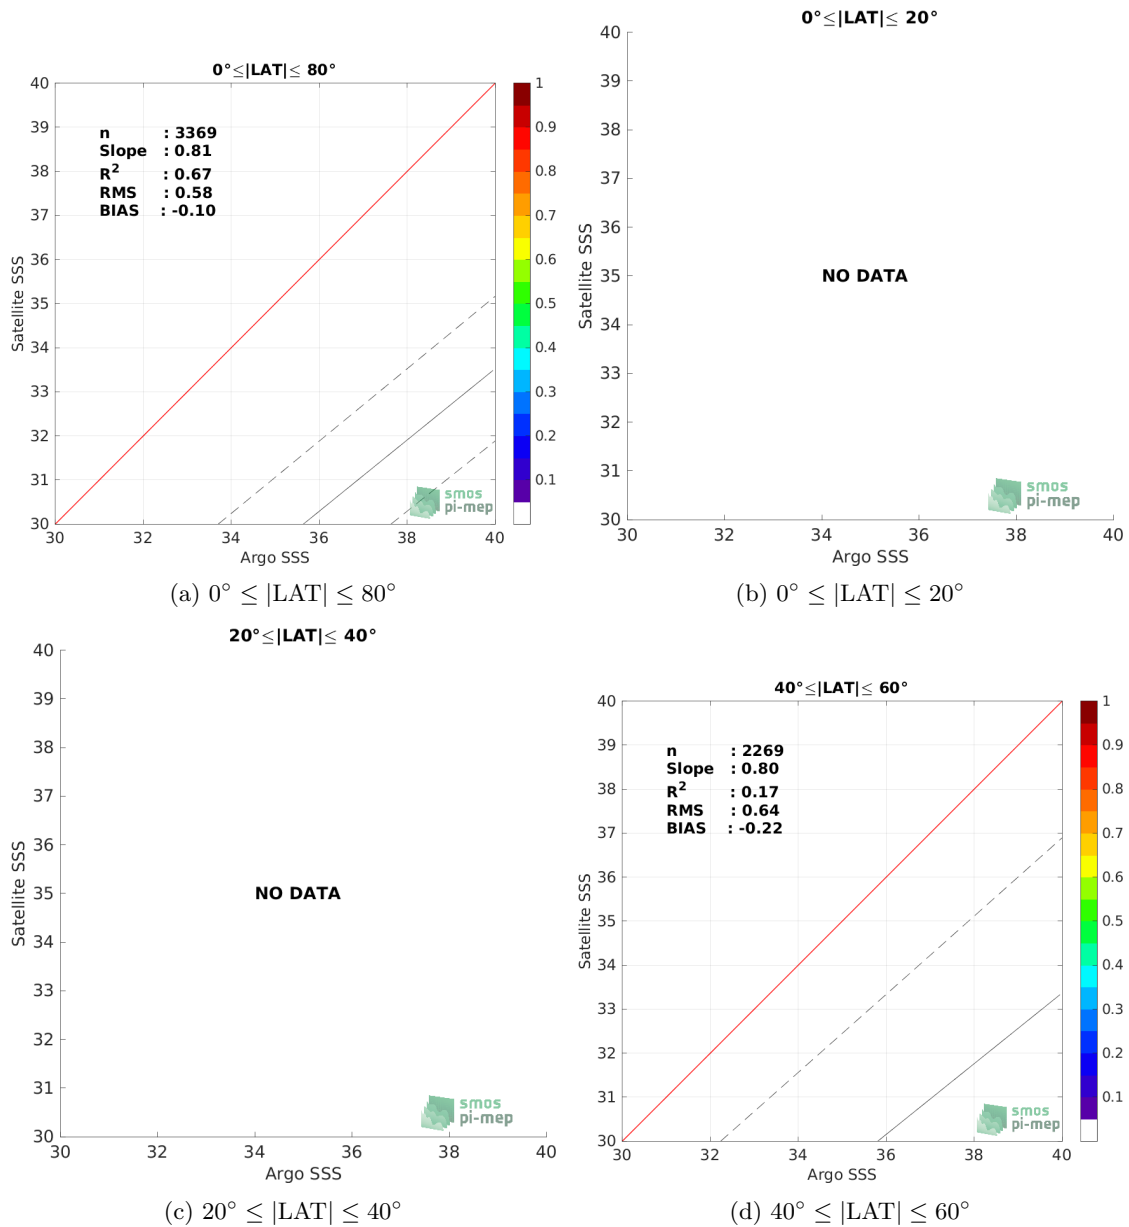 0°≤|LAT|≤ 80°
40
39
38
37
36
35
34
33
32
31
30
Satellite SSS
n : 3369
Slope : 0.81
R² : 0.67
RMS : 0.58
BIAS : -0.10
smos
pi-mep
30 32 34 36 38 40
Argo SSS
1
0.9
0.8
0.7
0.6
0.5
0.4
0.3
0.2
0.1
(a) 0° ≤ |LAT| ≤ 80°
0°≤|LAT|≤ 20°
40
39
38
37
36
35
34
33
32
31
30
Satellite SSS
NO DATA
smos
pi-mep
30 32 34 36 38 40
Argo SSS
(b) 0° ≤ |LAT| ≤ 20°
20°≤|LAT|≤ 40°
40
39
38
37
36
35
34
33
32
31
30
Satellite SSS
NO DATA
smos
pi-mep
30 32 34 36 38 40
Argo SSS
(c) 20° ≤ |LAT| ≤ 40°
40°≤|LAT|≤ 60°
40
39
38
37
36
35
34
33
32
31
30
Satellite SSS
n : 2269
Slope : 0.80
R² : 0.17
RMS : 0.64
BIAS : -0.22
smos
pi-mep
30 32 34 36 38 40
Argo SSS
1
0.9
0.8
0.7
0.6
0.5
0.4
0.3
0.2
0.1
(d) 40° ≤ |LAT| ≤ 60°